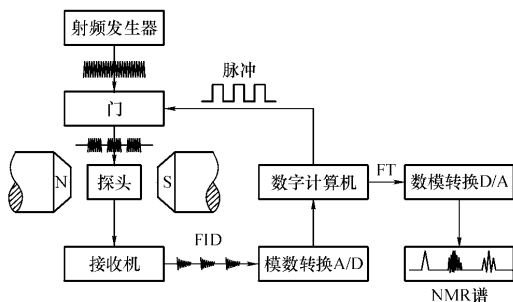 射频发生器
脉冲
门
N
探头
S
数字计算机
FT
数模转换D/A
接收机
FID
模数转换A/D
NMR谱